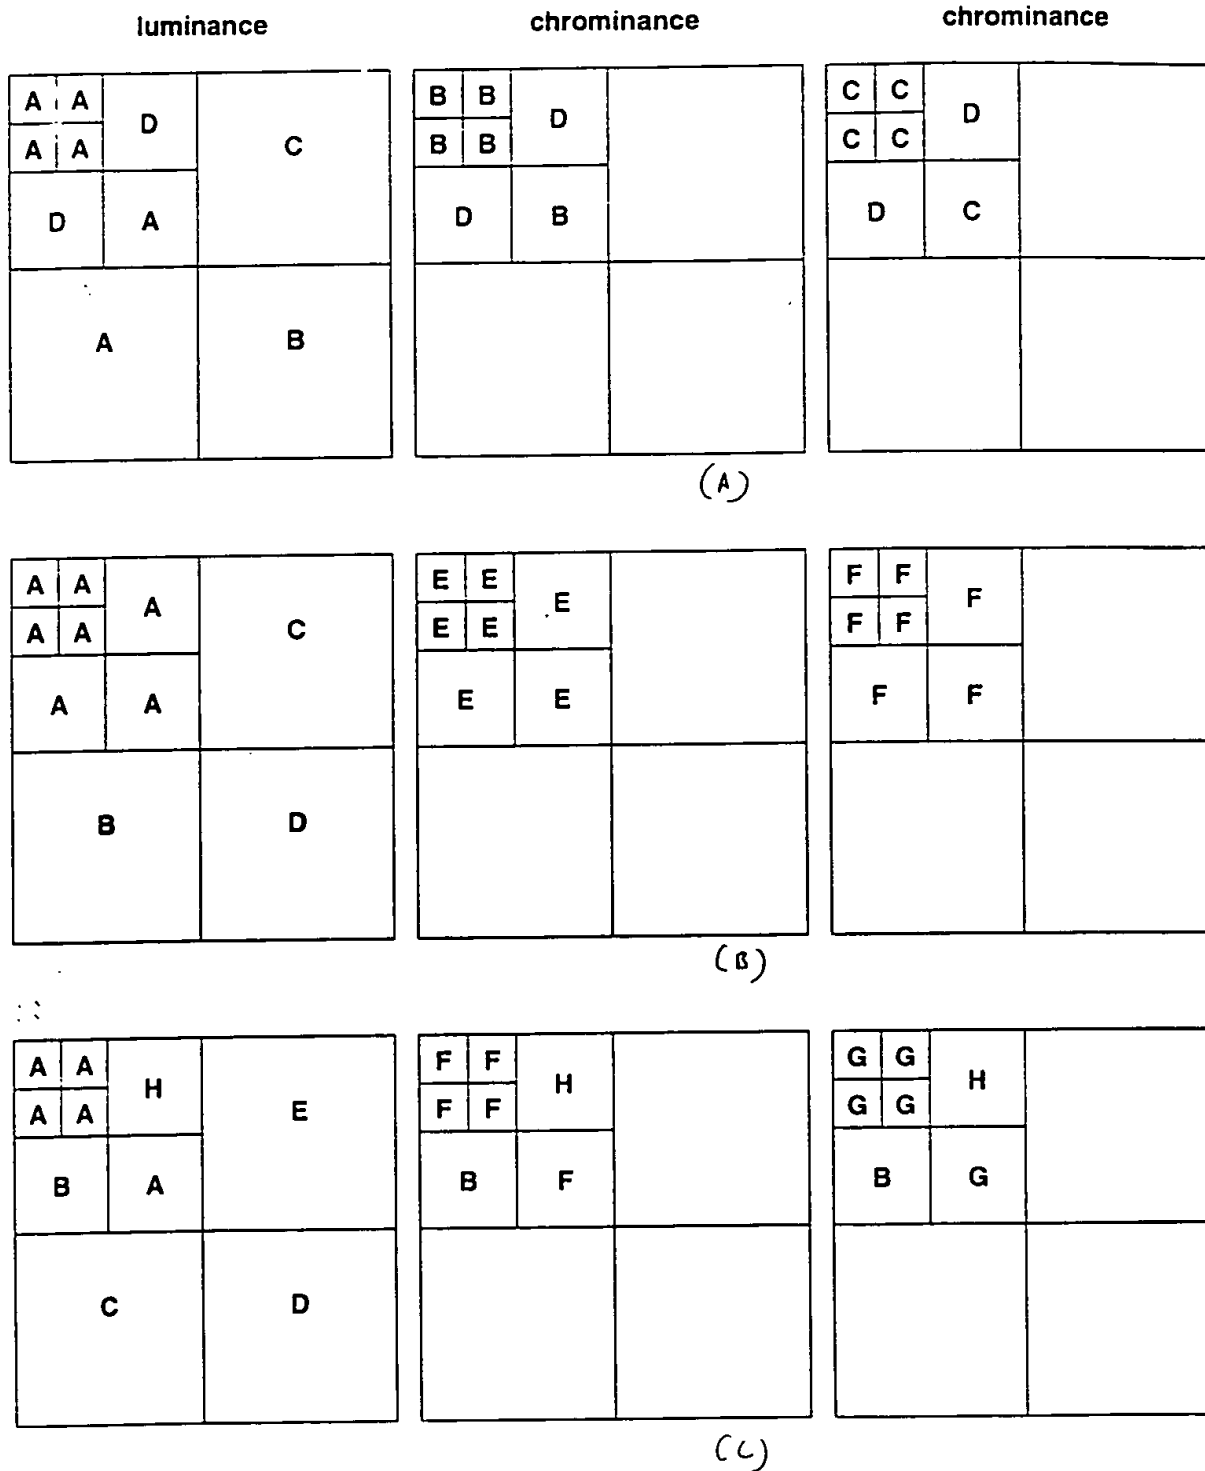 luminance chrominance chrominance
A A D C B B D C C D
A A B B C C
D A D B D C
A B
(A)
A A A C E E E F F F
A A E E F F
A A E E F F
B D
(B)
A A H E F F H G G H
A A F F G G
B A B F B G
C D
(C)